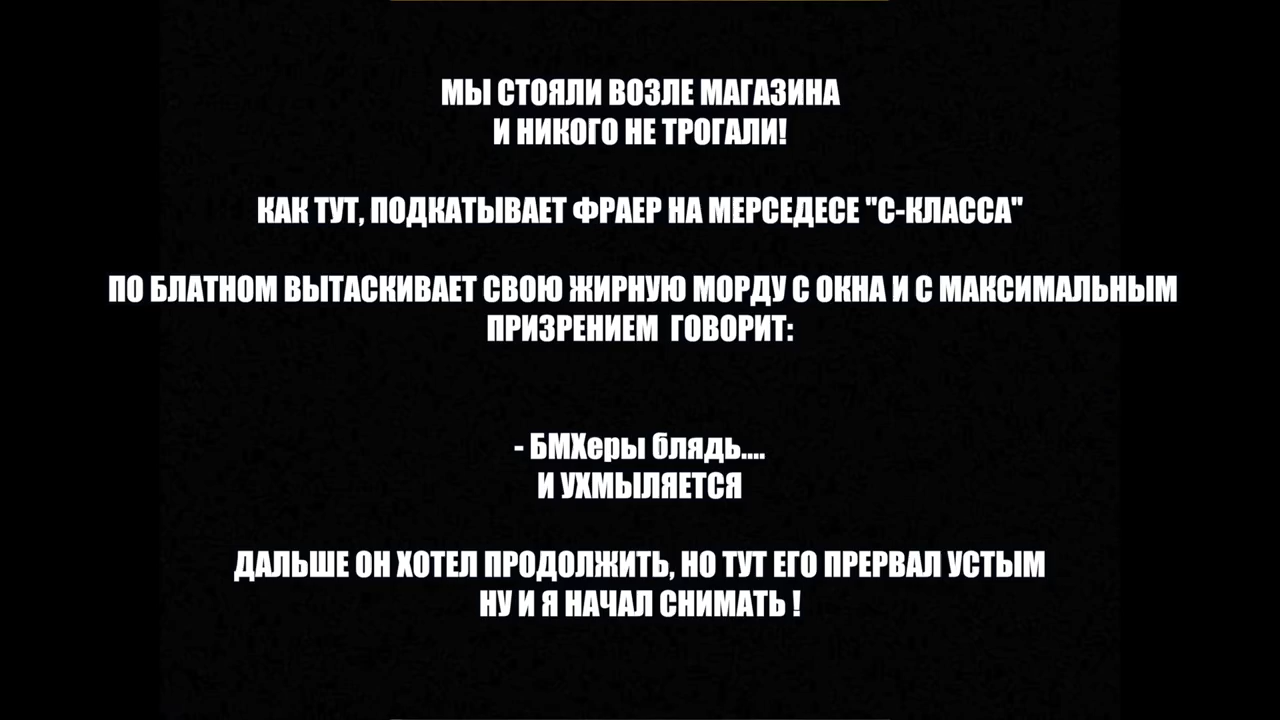 МЫ СТОЯЛИ ВОЗЛЕ МАГАЗИНА
И НИКОГО НЕ ТРОГАЛИ!
КАК ТУТ, ПОДКАТЫВАЕТ ФРАЕР НА МЕРСЕДЕСЕ "С-КЛАССА"
ПО БЛАТНОМ ВЫТАСКИВАЕТ СВОЮ ЖИРНУЮ МОРДУ С ОКНА И С МАКСИМАЛЬНЫМ
ПРИЗРЕНИЕМ ГОВОРИТ:
- БМХеры блядь....
И УХМЫЛЯЕТСЯ
ДАЛЬШЕ ОН ХОТЕЛ ПРОДОЛЖИТЬ, НО ТУТ ЕГО ПРЕРВАЛ УСТЫМ
НУ И Я НАЧАЛ СНИМАТЬ !